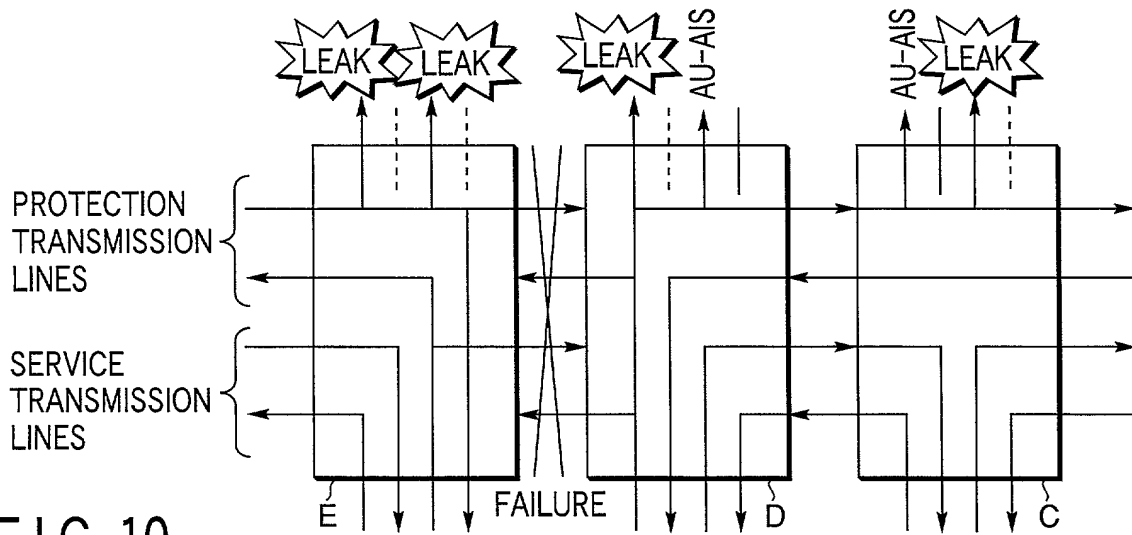 LEAK LEAK LEAK AU-AIS AU-AIS LEAK
PROTECTION
TRANSMISSION
LINES
SERVICE
TRANSMISSION
LINES
E FAILURE D C